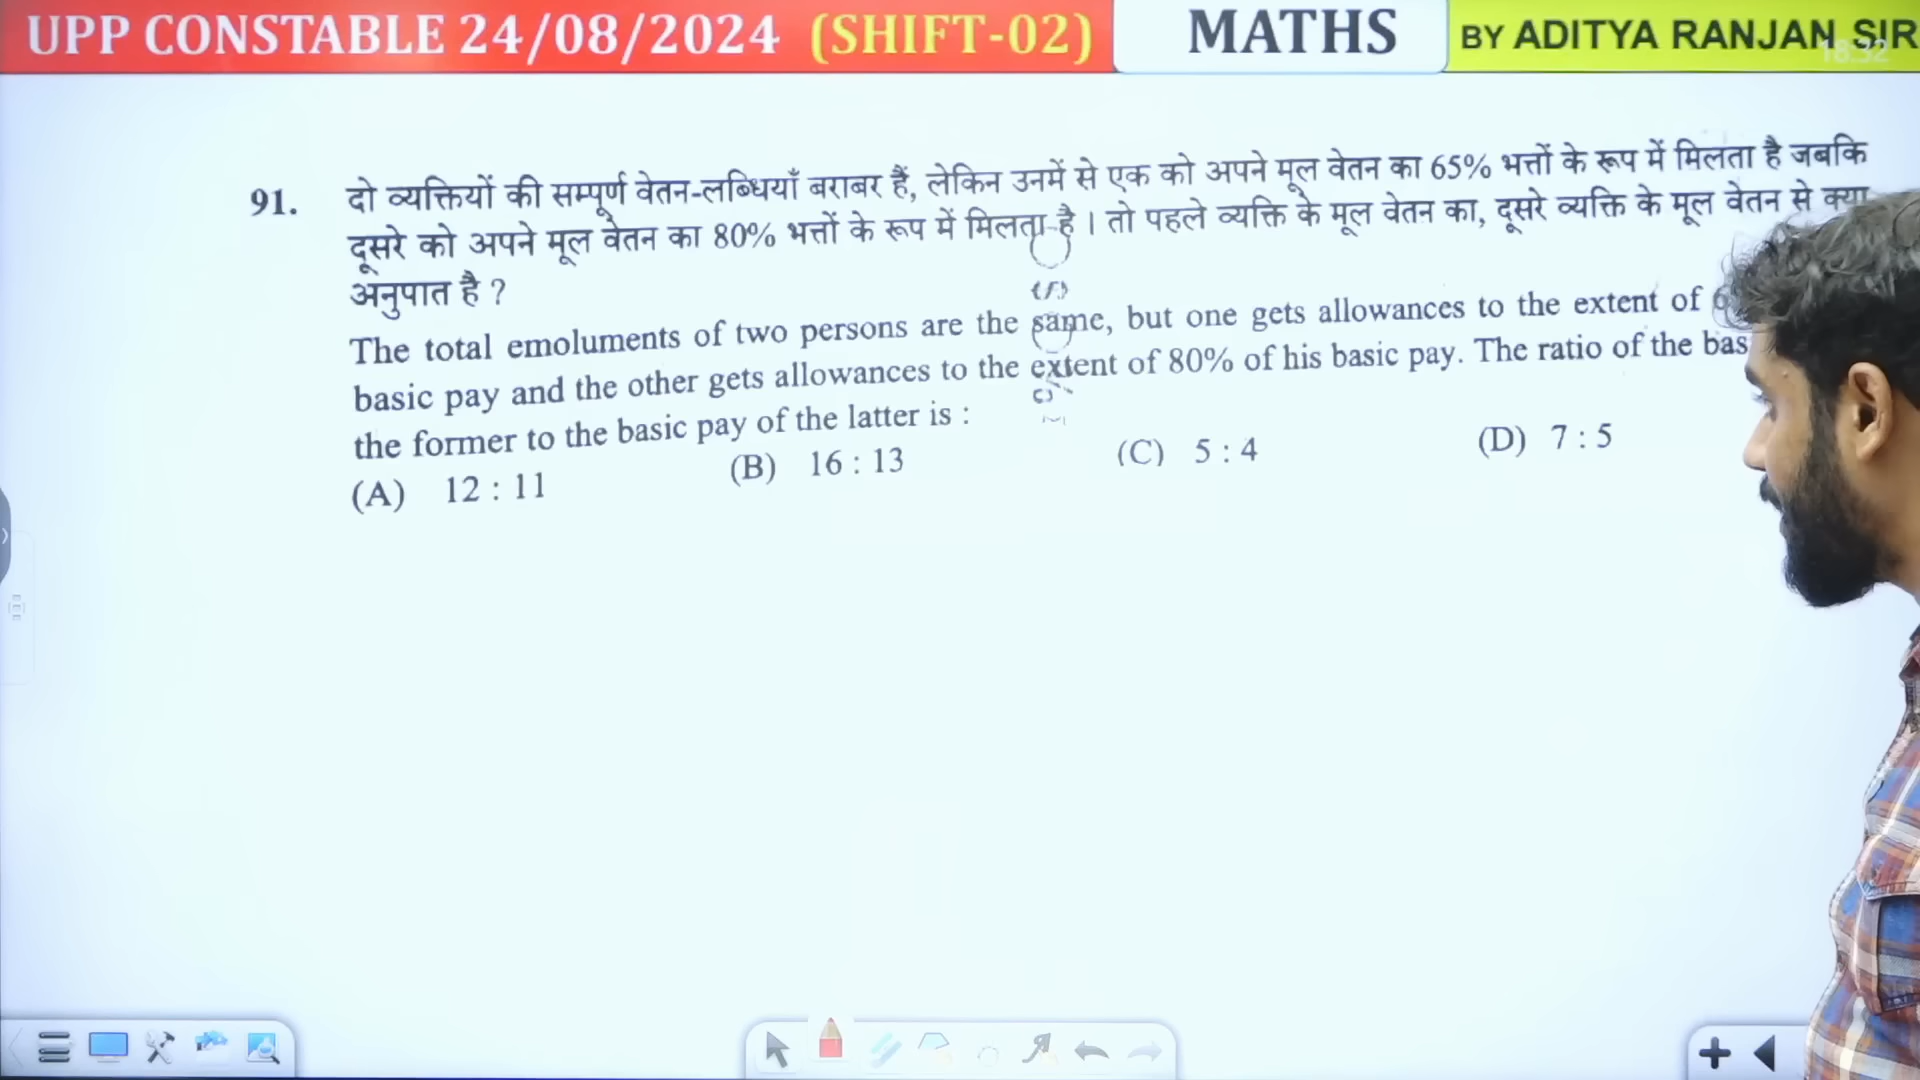 UPP CONSTABLE 24/08/2024 (SHIFT-02) MATHS BY ADITYA RANJAN SIR
18:32
91. दो व्यक्तियों की सम्पूर्ण वेतन-लब्धियाँ बराबर हैं, लेकिन उनमें से एक को अपने मूल वेतन का 65% भत्तों के रूप में मिलता है जबकि
दूसरे को अपने मूल वेतन का 80% भत्तों के रूप में मिलता है । तो पहले व्यक्ति के मूल वेतन का, दूसरे व्यक्ति के मूल वेतन से क्या
अनुपात है ?
The total emoluments of two persons are the same, but one gets allowances to the extent of
basic pay and the other gets allowances to the extent of 80% of his basic pay. The ratio of the bas
the former to the basic pay of the latter is :
(A) 12 : 11 (B) 16 : 13 (C) 5 : 4 (D) 7 : 5